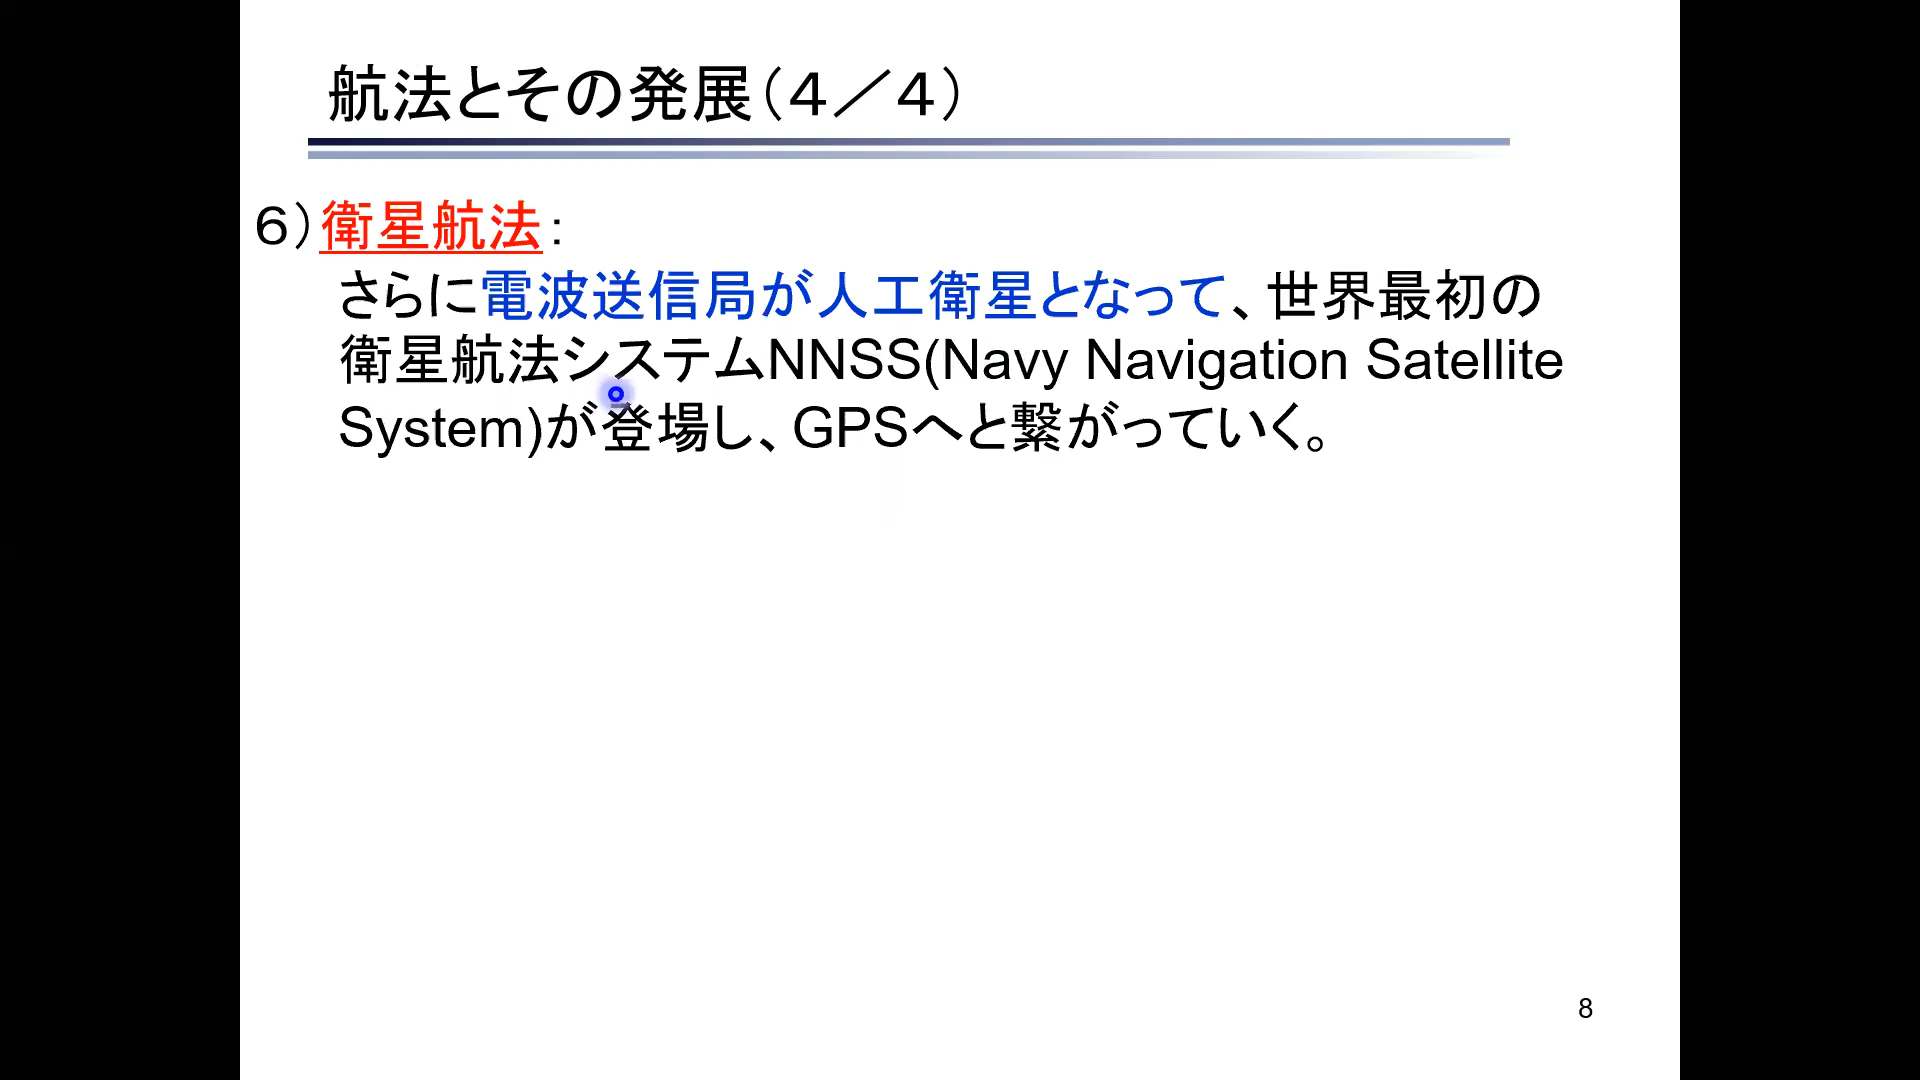 航法とその発展（４／４）
６）衛星航法：
さらに電波送信局が人工衛星となって、世界最初の
衛星航法システムNNSS(Navy Navigation Satellite
System)が登場し、GPSへと繋がっていく。
8